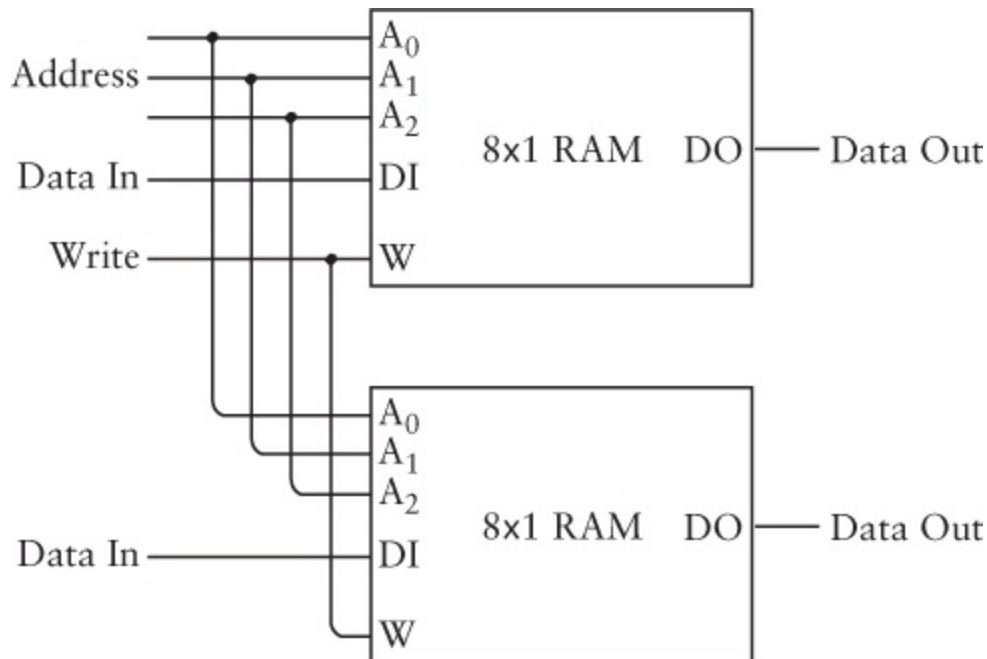 A₀
Address A₁
A₂
8x1 RAM DO Data Out
Data In DI
Write W
A₀
A₁
A₂
8x1 RAM DO Data Out
Data In DI
W